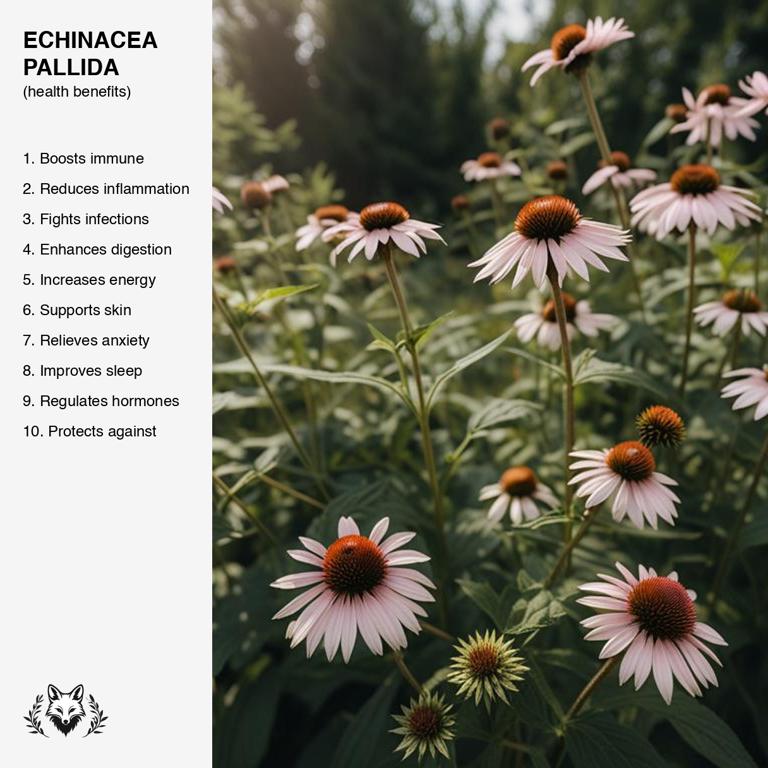 ECHINACEA
PALLIDA
(health benefits)
1. Boosts immune
2. Reduces inflammation
3. Fights infections
4. Enhances digestion
5. Increases energy
6. Supports skin
7. Relieves anxiety
8. Improves sleep
9. Regulates hormones
10. Protects against